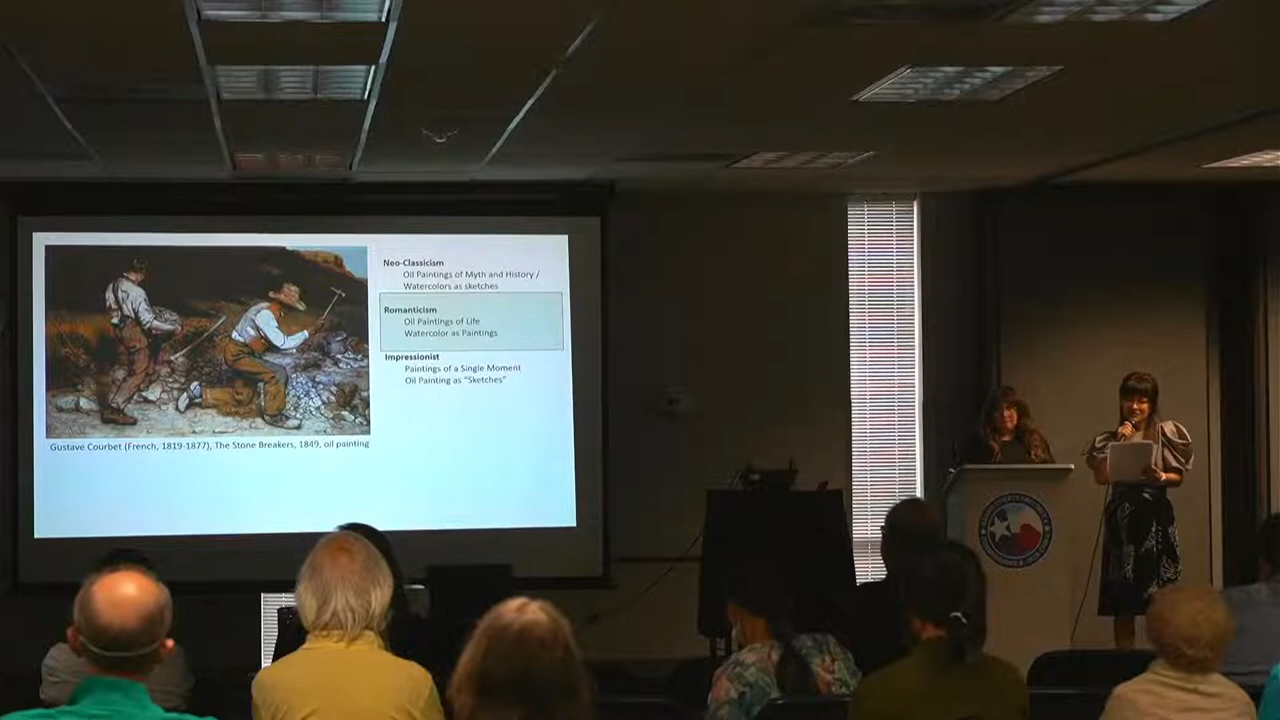 Neo-Classicism
Oil Paintings of Myth and History /
Watercolors as sketches
Romanticism
Oil Paintings of Life
Watercolor as Paintings
Impressionist
Paintings of a Single Moment
Oil Painting as "Sketches"
Gustave Courbet (French, 1819-1877), The Stone Breakers, 1849, oil painting